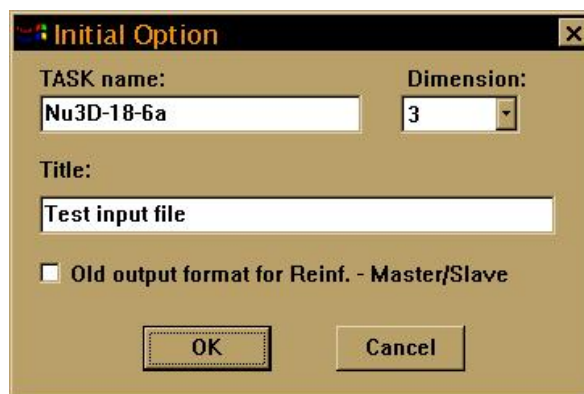 Initial Option
TASK name: Dimension:
Nu3D-18-6a 3
Title:
Test input file
Old output format for Reinf. - Master/Slave
OK Cancel